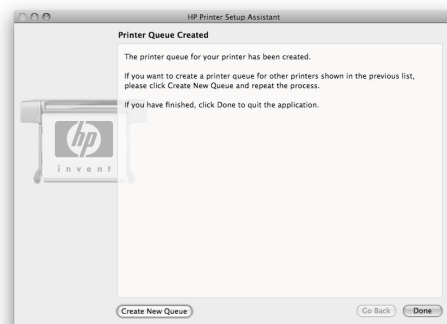 HP Printer Setup Assistant
Printer Queue Created
The printer queue for your printer has been created.
If you want to create a printer queue for other printers shown in the previous list,
please click Create New Queue and repeat the process.
If you have finished, click Done to quit the application.
hp
invent
Create New Queue
Go Back
Done